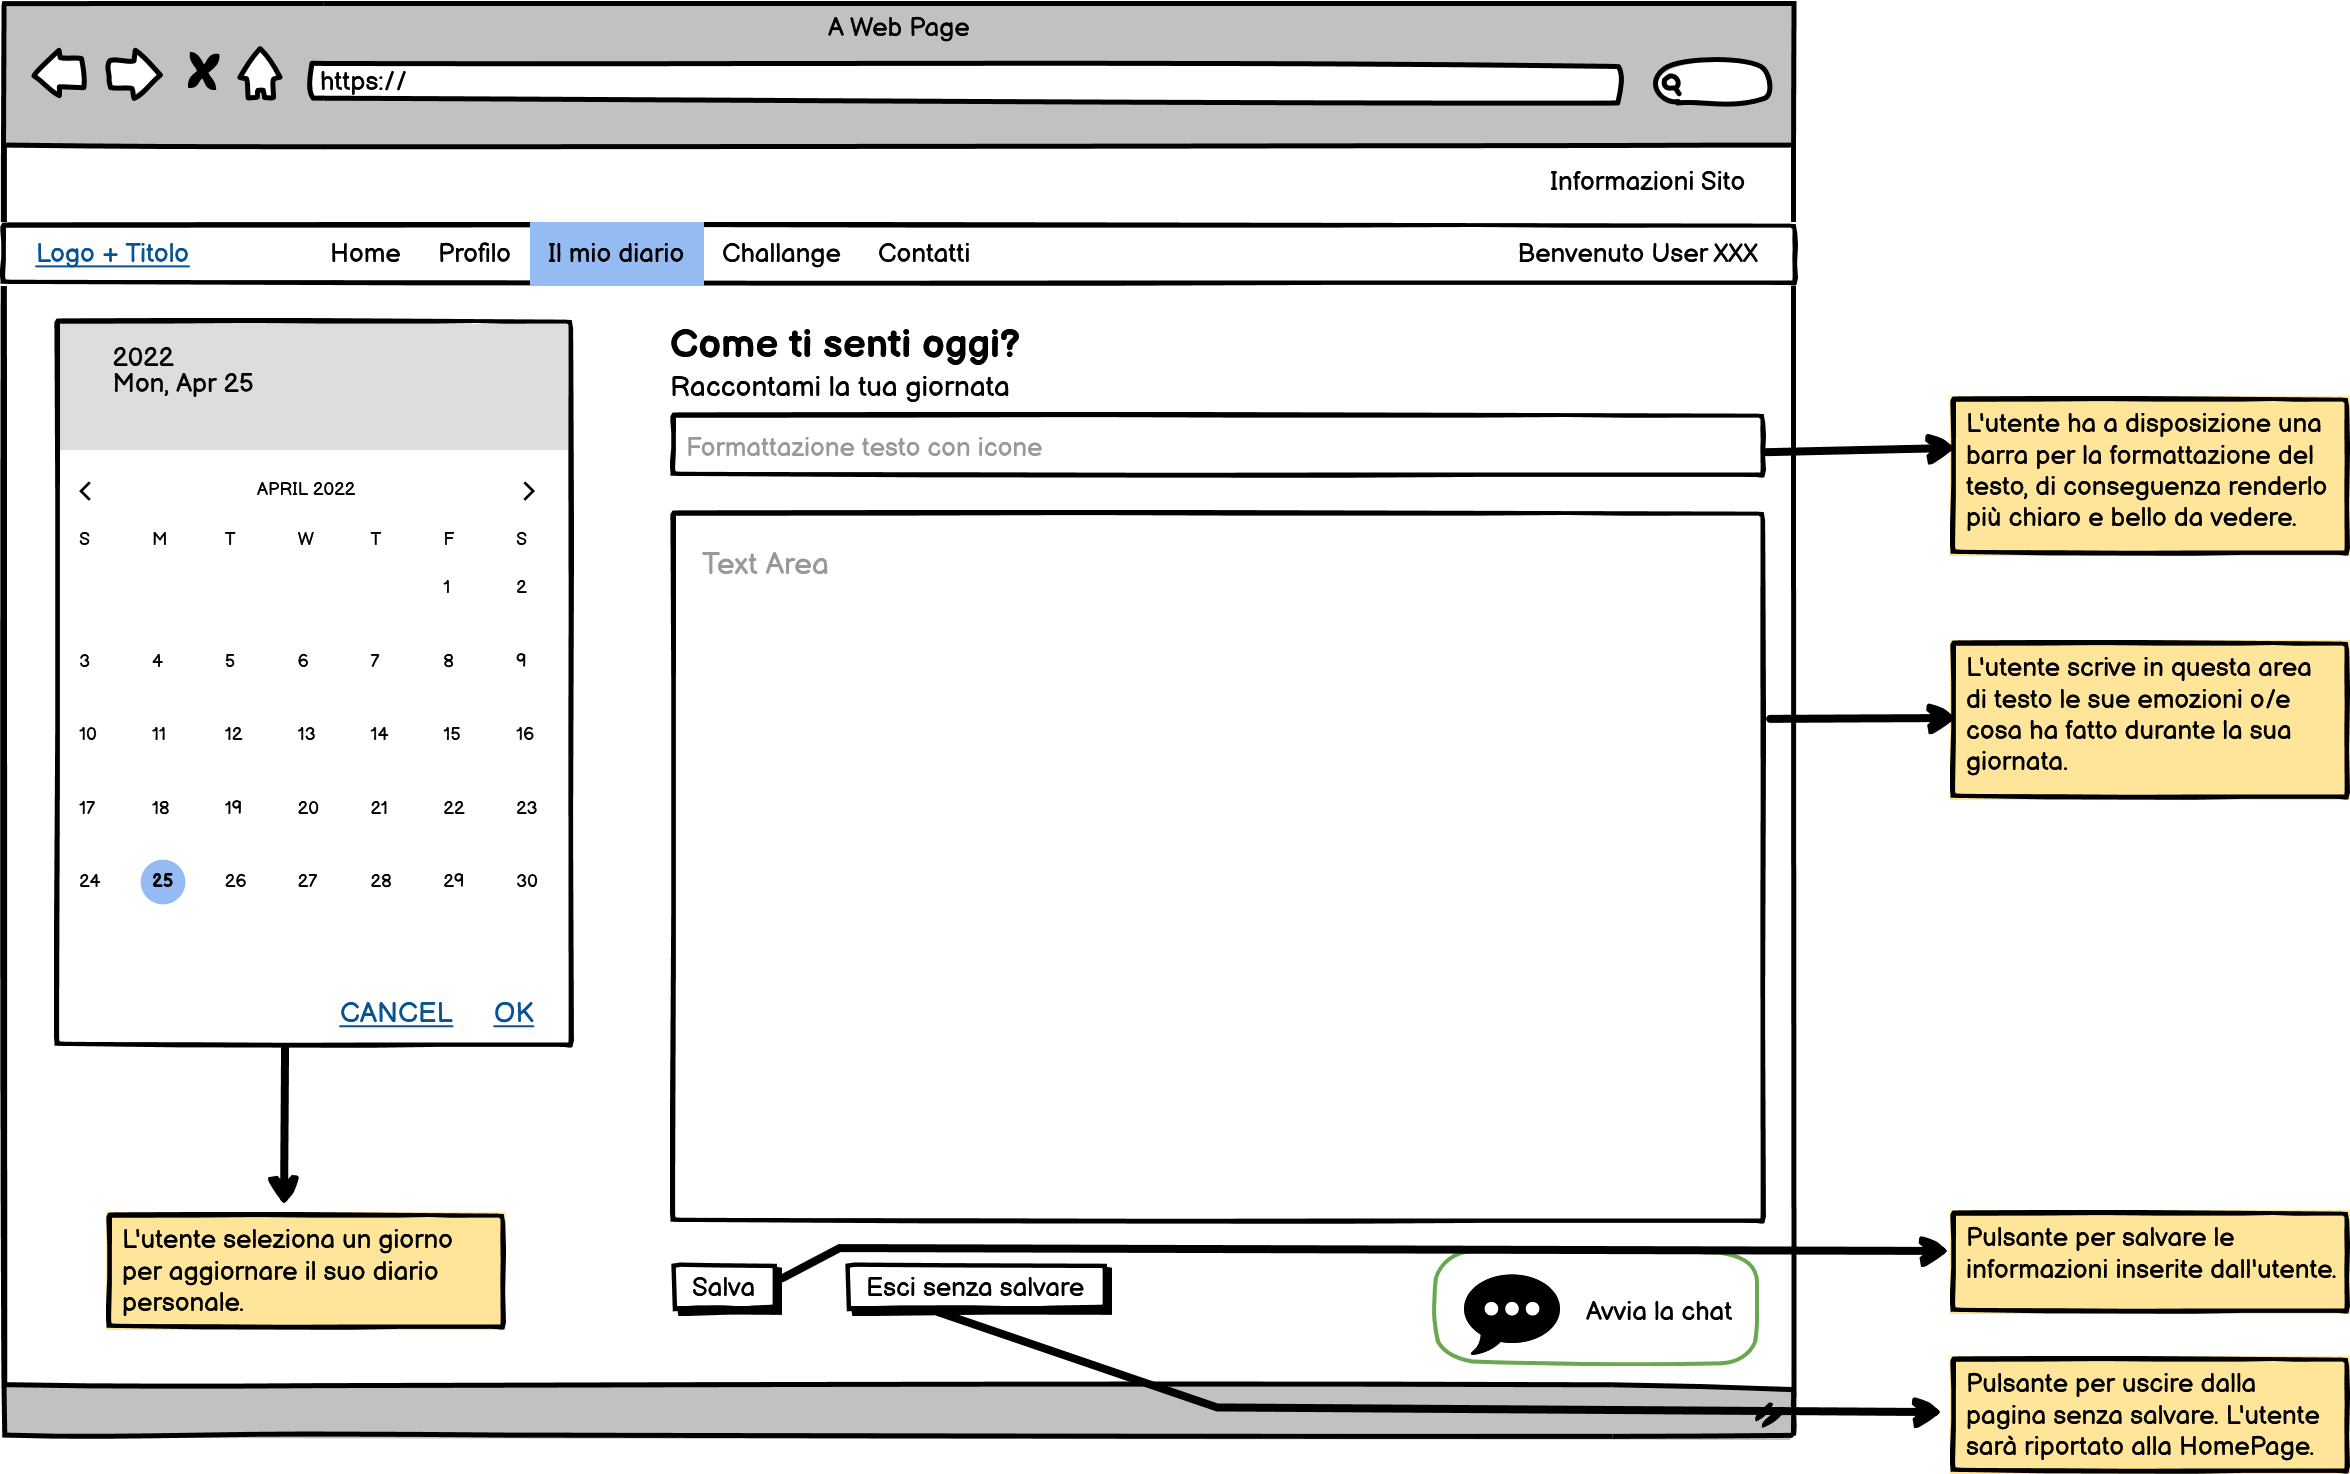 A Web Page
https://
Informazioni Sito
Logo + Titolo Home Profilo Il mio diario Challange Contatti Benvenuto User XXX
2022
Mon, Apr 25
APRIL 2022
S M T W T F S
1 2
3 4 5 6 7 8 9
10 11 12 13 14 15 16
17 18 19 20 21 22 23
24 25 26 27 28 29 30
CANCEL OK
L'utente seleziona un giorno
per aggiornare il suo diario
personale.
Come ti senti oggi?
Raccontami la tua giornata
Formattazione testo con icone
Text Area
Salva Esci senza salvare
Avvia la chat
L'utente ha a disposizione una
barra per la formattazione del
testo, di conseguenza renderlo
più chiaro e bello da vedere.
L'utente scrive in questa area
di testo le sue emozioni o/e
cosa ha fatto durante la sua
giornata.
Pulsante per salvare le
informazioni inserite dall'utente.
Pulsante per uscire dalla
pagina senza salvare. L'utente
sarà riportato alla HomePage.